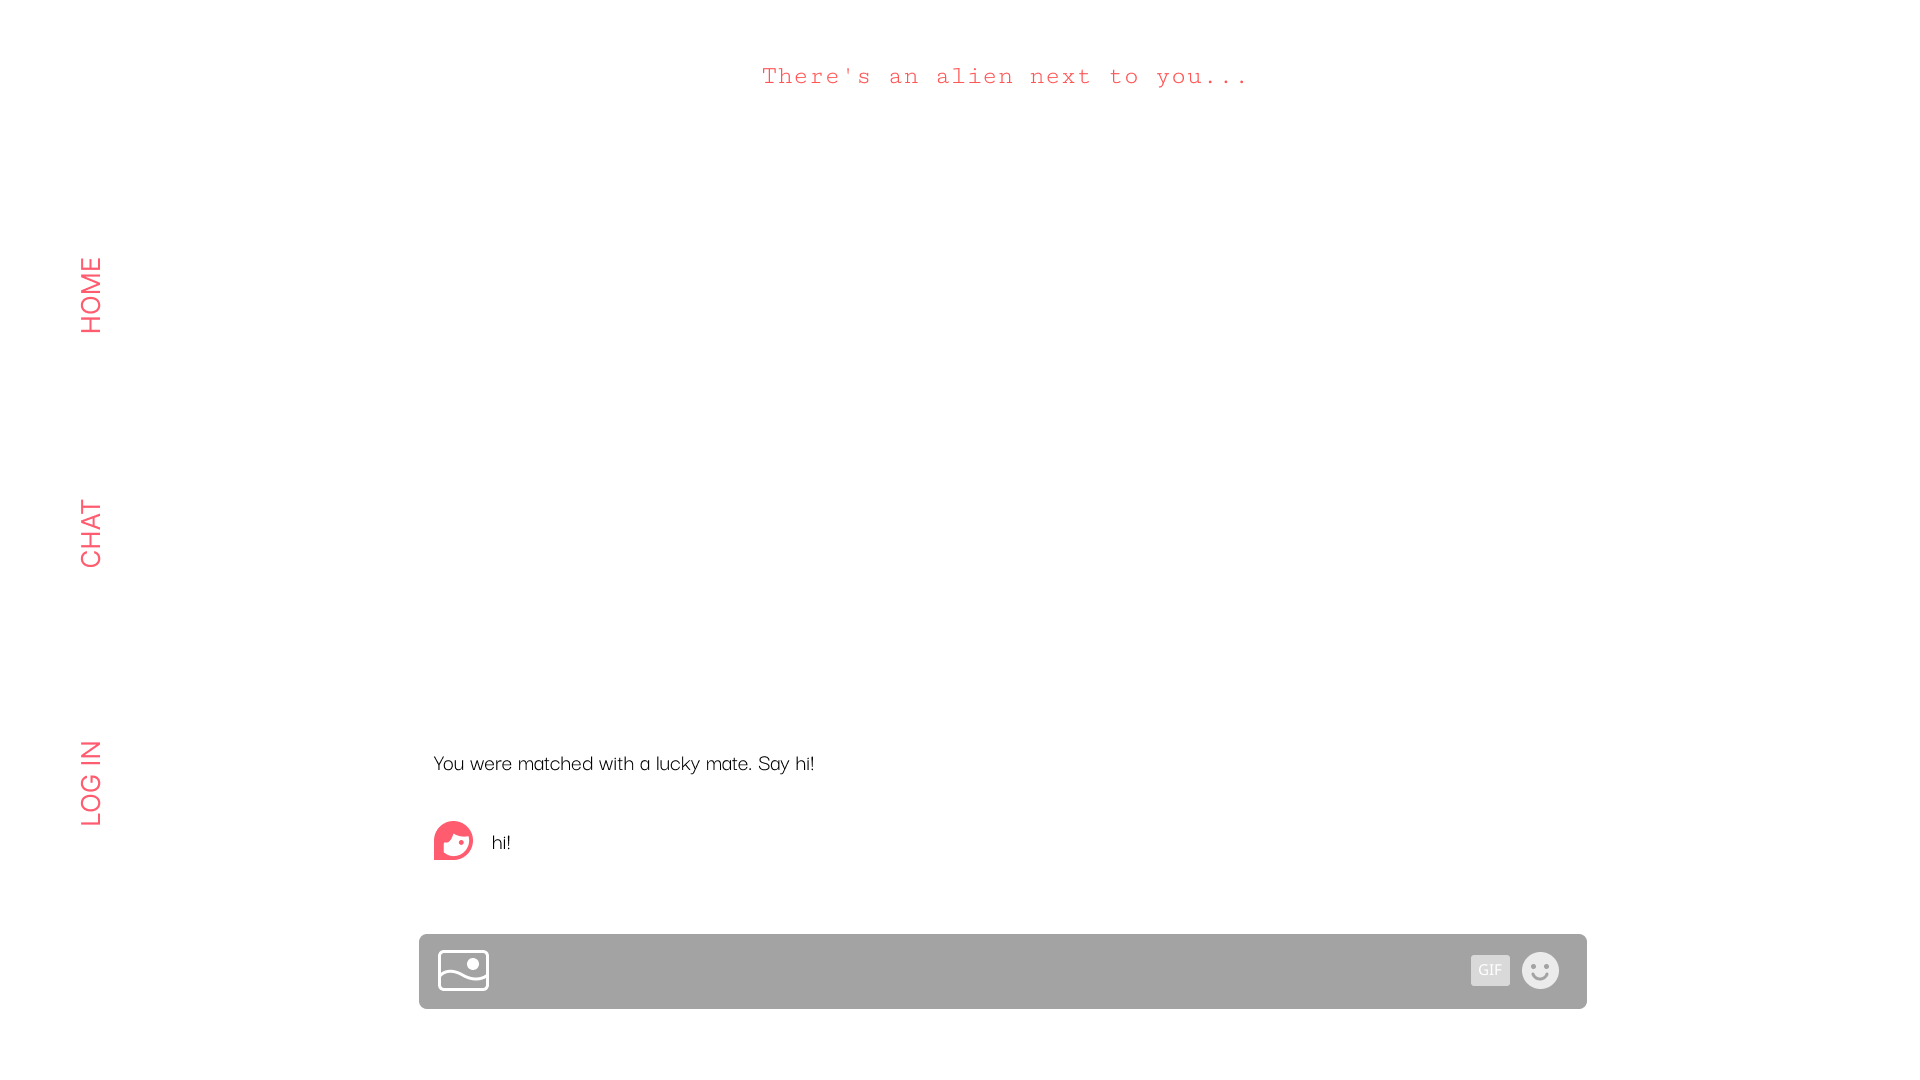 There's an alien next to you...
HOME
CHAT
LOG IN
You were matched with a lucky mate. Say hi!
hi!
GIF